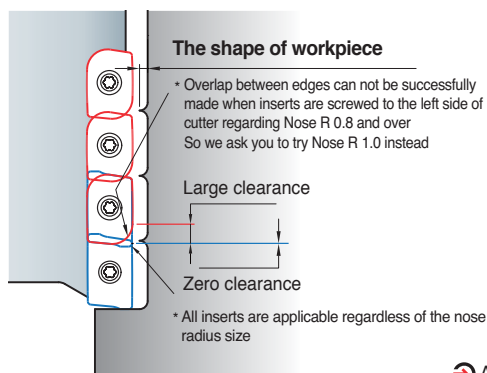 The shape of workpiece
* Overlap between edges can not be successfully
made when inserts are screwed to the left side of
cutter regarding Nose R 0.8 and over
So we ask you to try Nose R 1.0 instead
Large clearance
Zero clearance
* All inserts are applicable regardless of the nose
radius size